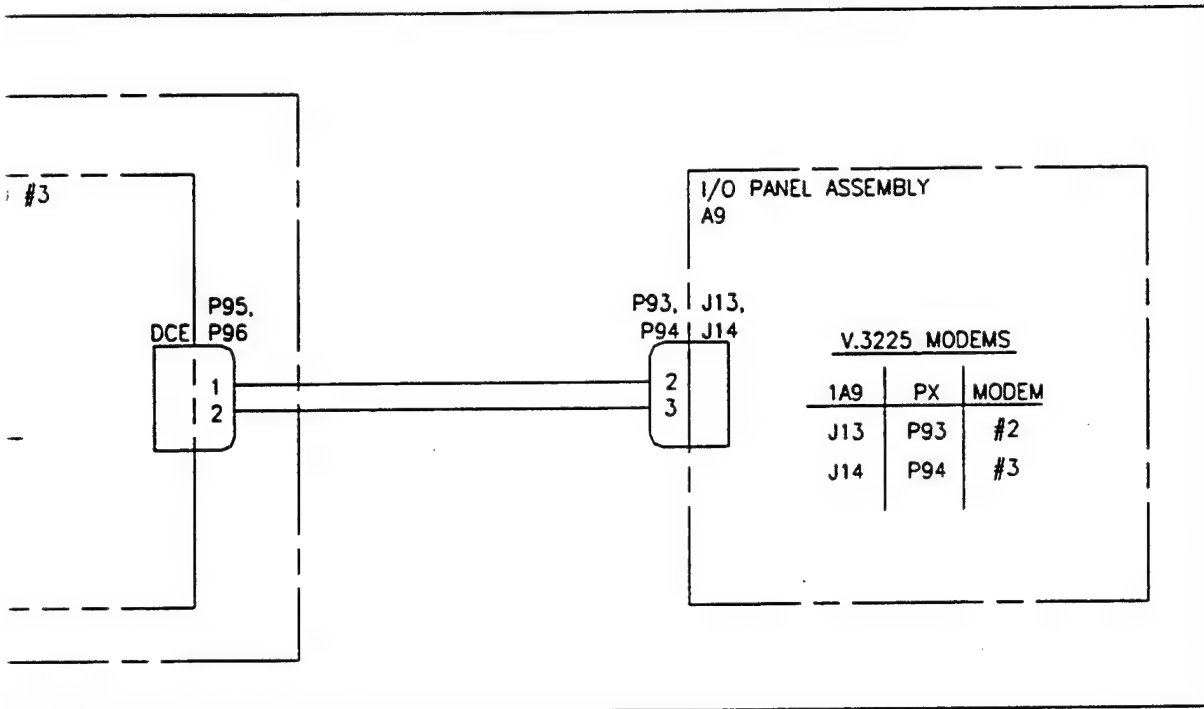 #3
I/O PANEL ASSEMBLY
A9
P95,
DCE P96
1
2
P93, J13,
P94 J14
2
3
V.3225 MODEMS
1A9 PX MODEM
J13 P93 #2
J14 P94 #3